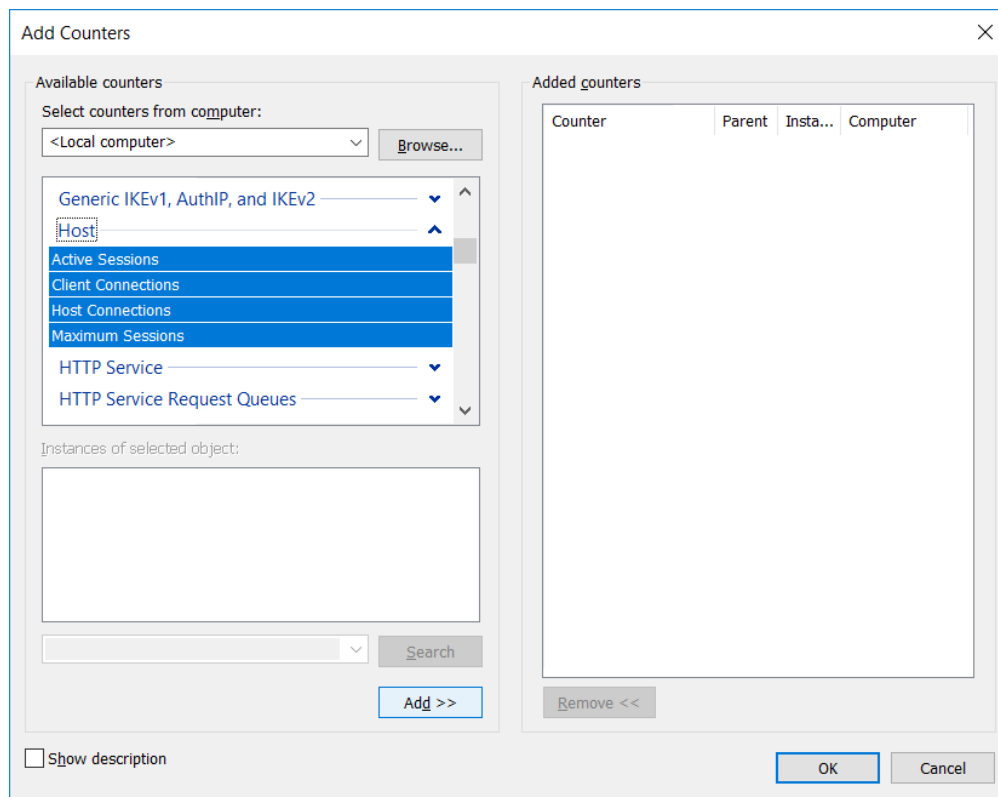 Add Counters
Available counters
Select counters from computer:
<Local computer>
Browse...
Generic IKEv1, AuthIP, and IKEv2
Host
Active Sessions
Client Connections
Host Connections
Maximum Sessions
HTTP Service
HTTP Service Request Queues
Instances of selected object:
Search
Add >>
Show description
Added counters
Counter Parent Insta... Computer
Remove <<
OK Cancel